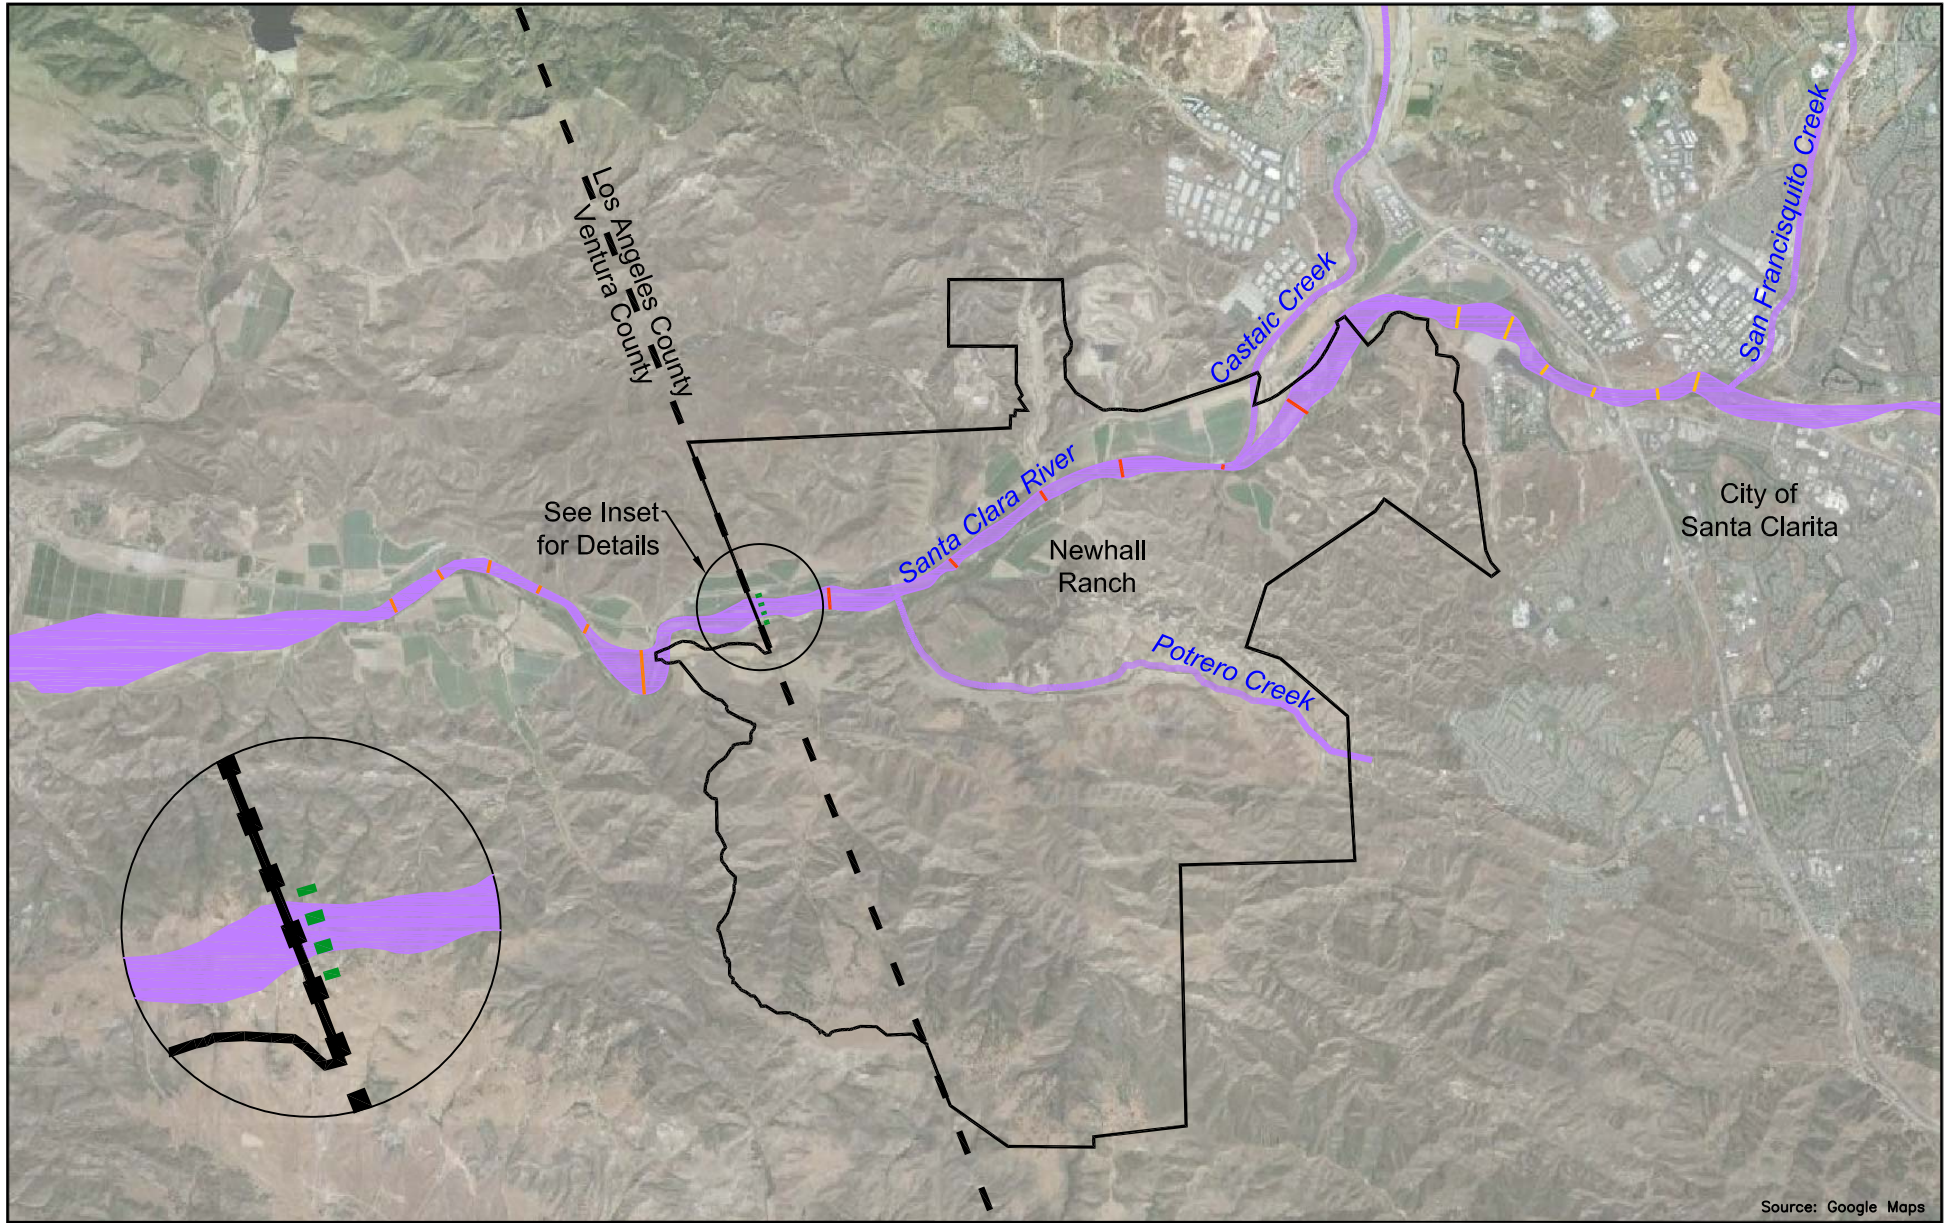 Los Angeles County
Ventura County
San Francisquito Creek
Castaic Creek
Santa Clara River
See Inset
for Details
Newhall
Ranch
City of
Santa Clarita
Potrero Creek
Source: Google Maps